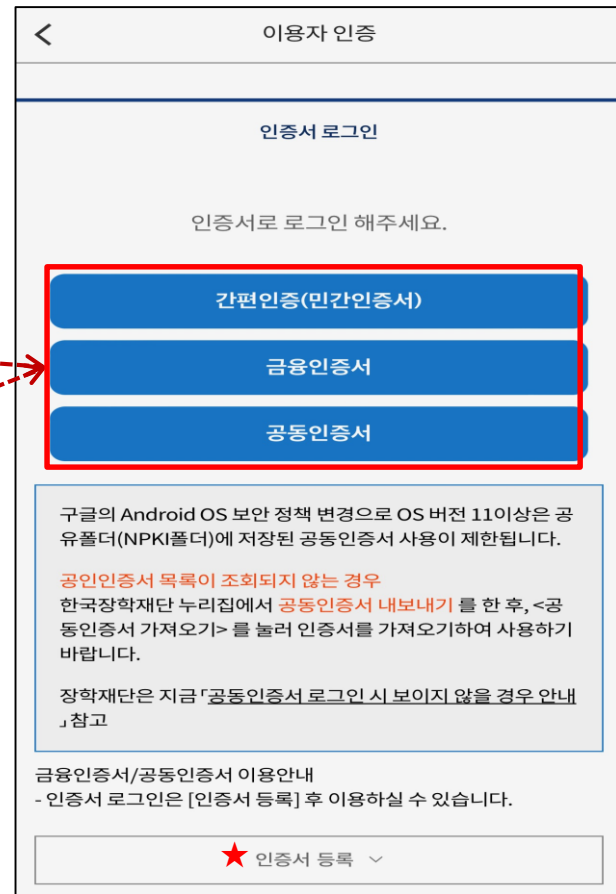 이용자 인증
인증서 로그인
인증서로 로그인 해주세요.
간편인증(민간인증서)
금융인증서
공동인증서
구글의 Android OS 보안 정책 변경으로 OS 버전 11이상은 공
유폴더(NPKI폴더)에 저장된 공동인증서 사용이 제한됩니다.
공인인증서 목록이 조회되지 않는 경우
한국장학재단 누리집에서 공동인증서 내보내기 를 한 후, <공
동인증서 가져오기> 를 눌러 인증서를 가져오기하여 사용하기
바랍니다.
장학재단은 지금 ｢공동인증서 로그인 시 보이지 않을 경우 안내
｣ 참고
금융인증서/공동인증서 이용안내
- 인증서 로그인은 [인증서 등록] 후 이용하실 수 있습니다.
인증서 등록